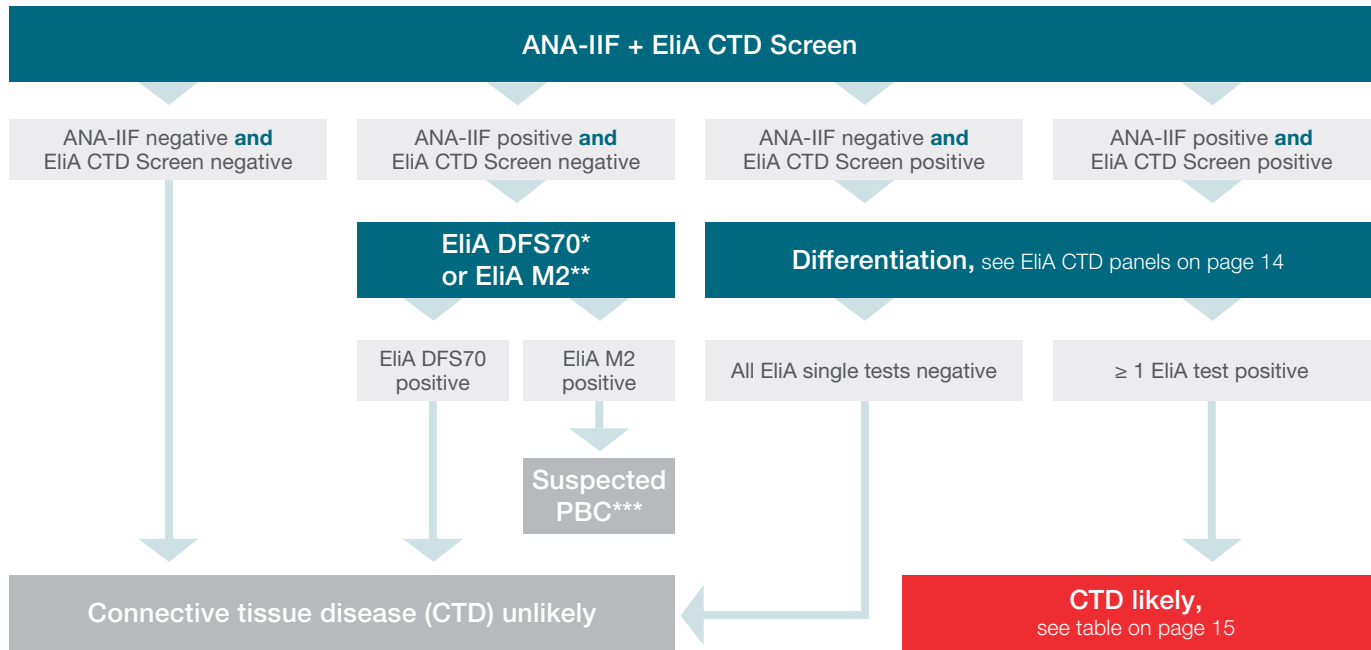 ANA-IIF + EliA CTD Screen
ANA-IIF negative and
EliA CTD Screen negative
ANA-IIF positive and
EliA CTD Screen negative
ANA-IIF negative and
EliA CTD Screen positive
ANA-IIF positive and
EliA CTD Screen positive
EliA DFS70*
or EliA M2**
Differentiation, see EliA CTD panels on page 14
EliA DFS70
positive
EliA M2
positive
All EliA single tests negative
≥ 1 EliA test positive
Suspected
PBC***
Connective tissue disease (CTD) unlikely
CTD likely,
see table on page 15